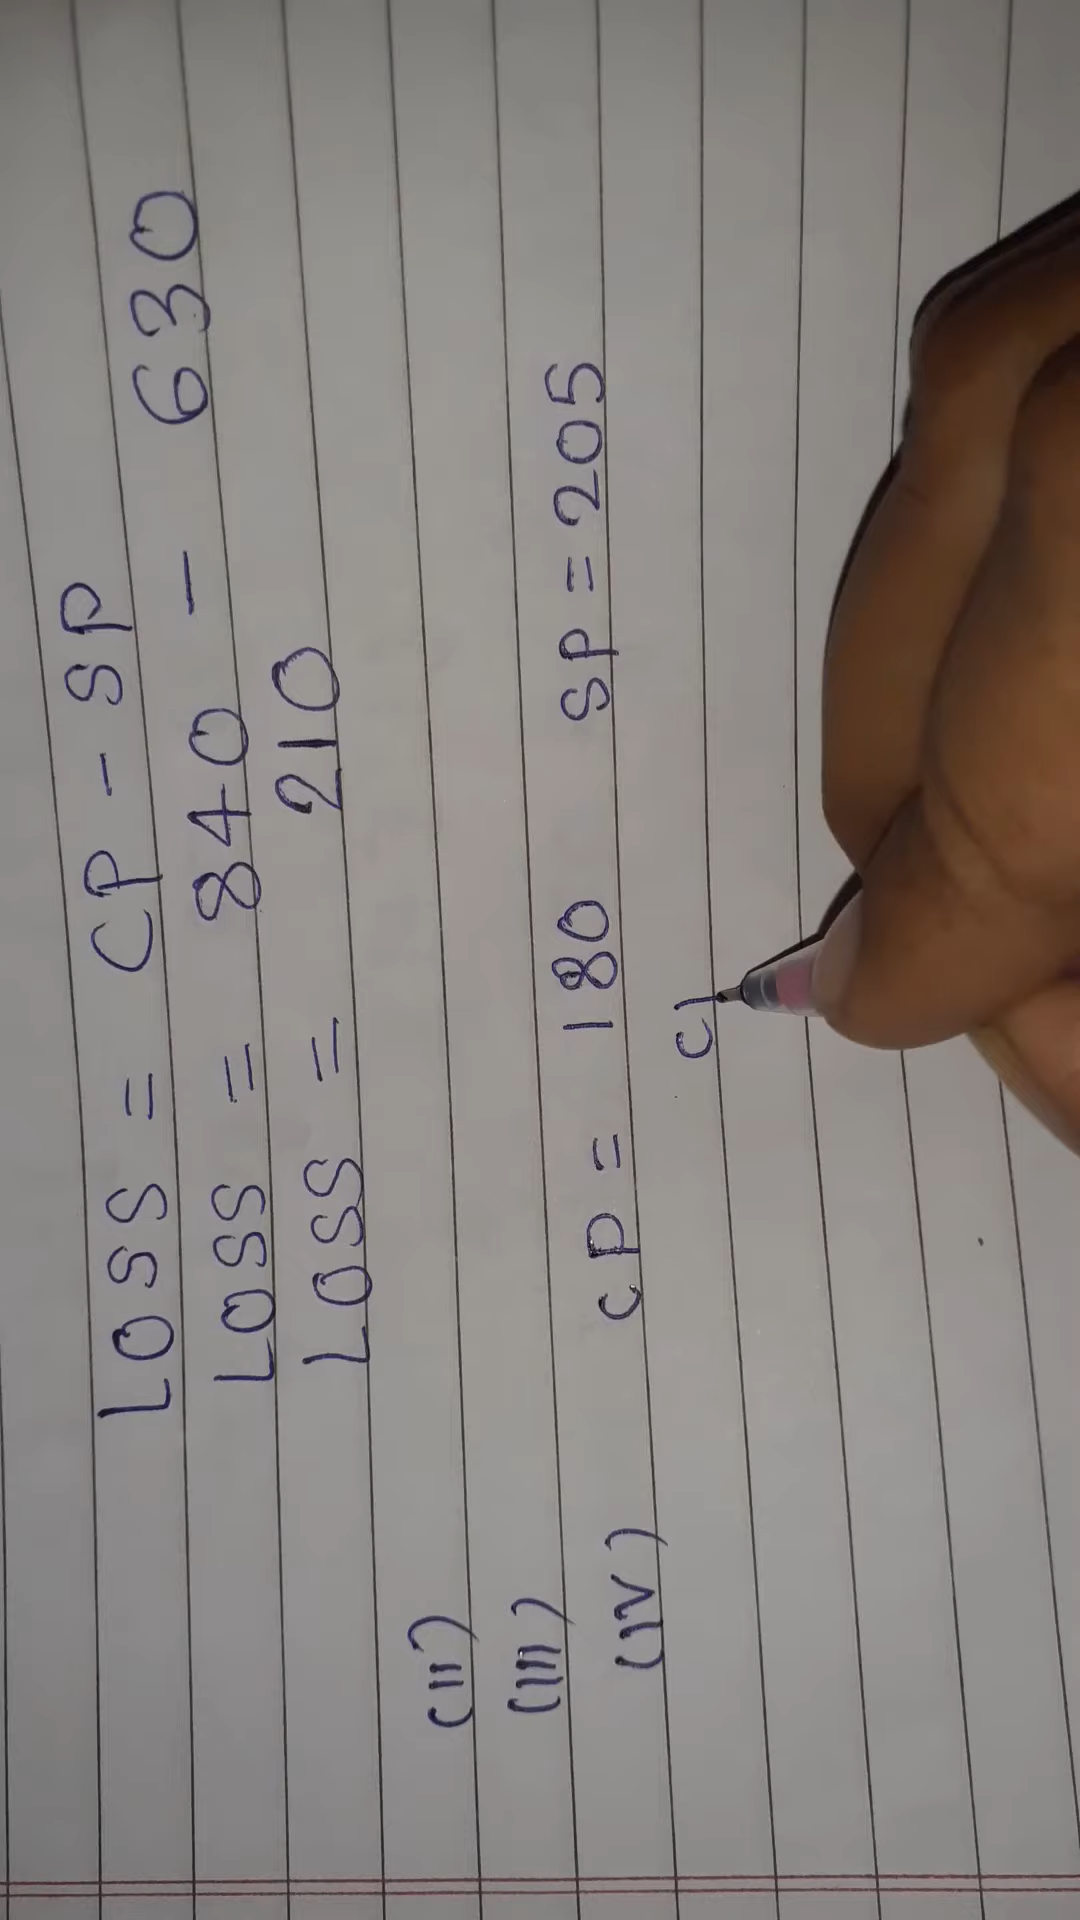 LOSS = CP - SP
LOSS = 840 - 630
LOSS = 210
(II)
(III)
(IV) CP = 180 SP = 205
C